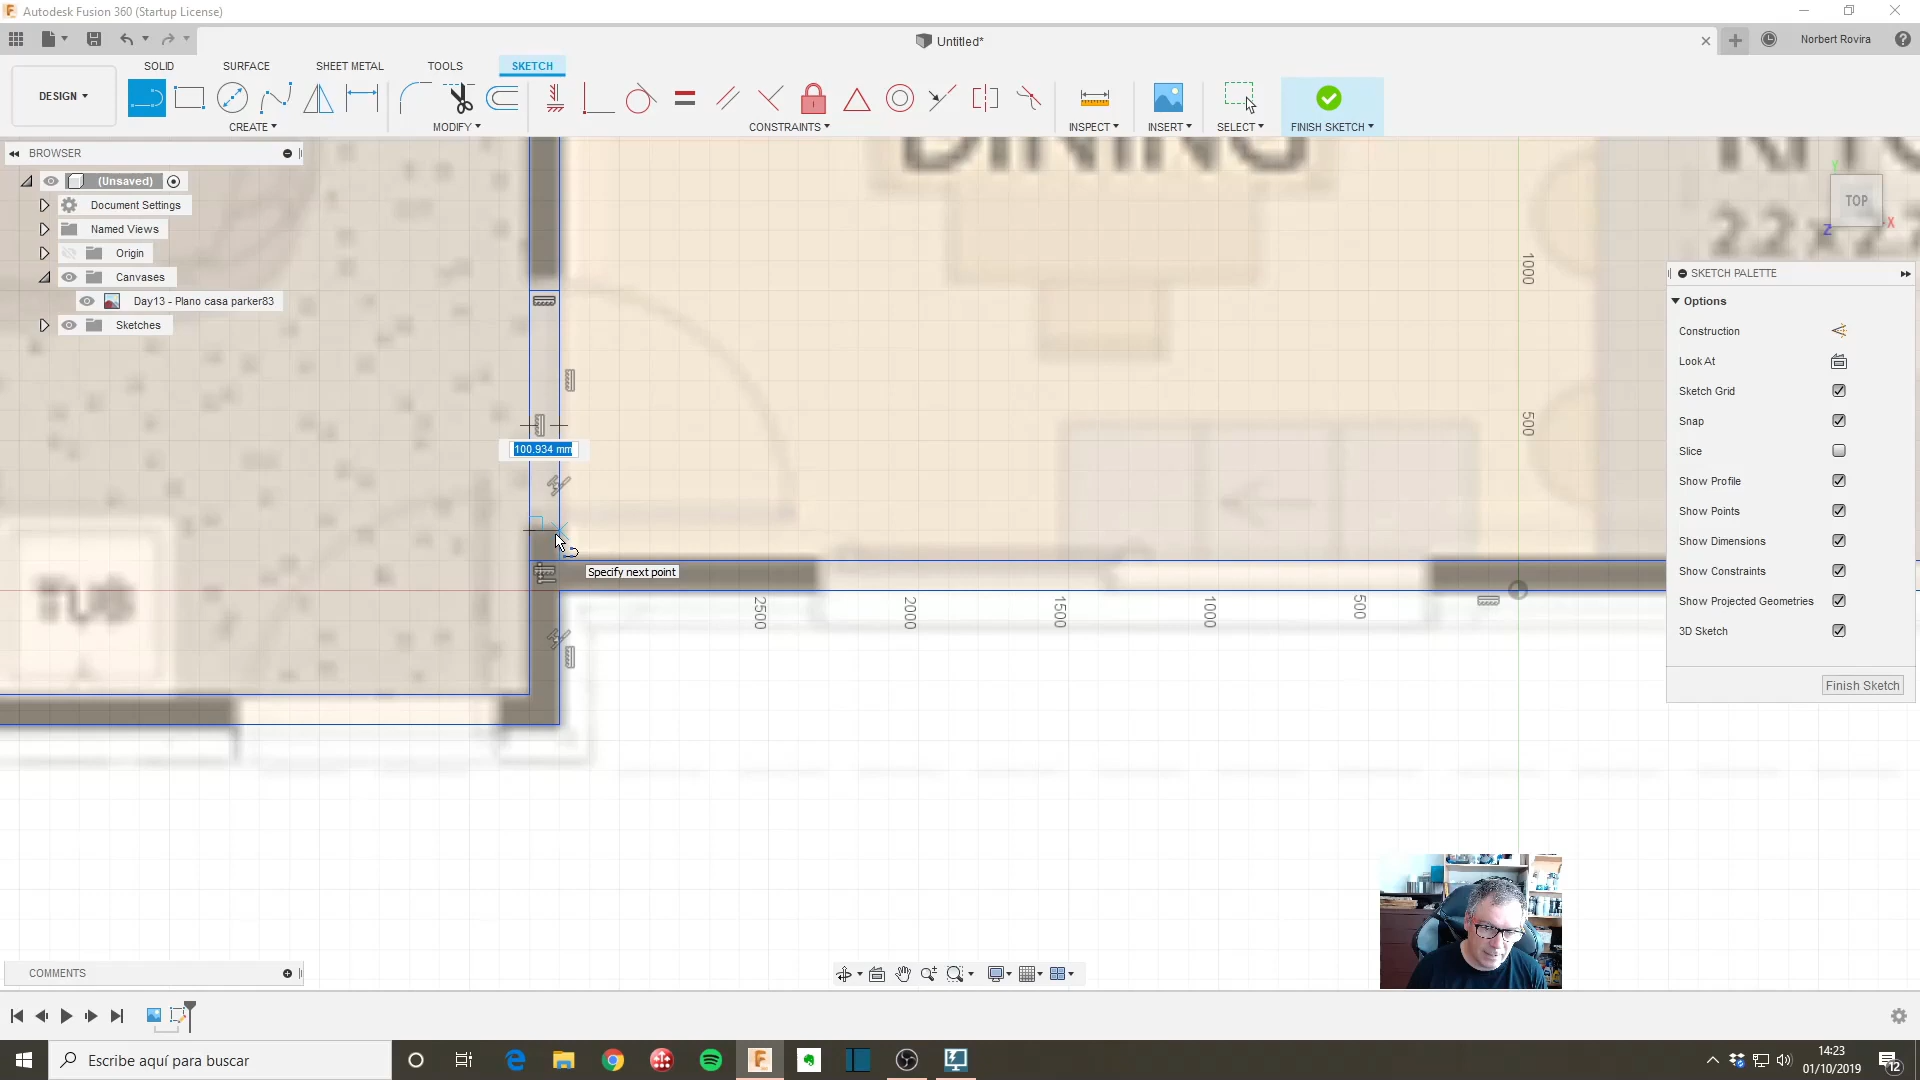 Autodesk Fusion 360 (Startup License)
Untitled*
Norbert Rovira
DESIGN
SOLID
SURFACE
SHEET METAL
TOOLS
SKETCH
CREATE
MODIFY
CONSTRAINTS
INSPECT
INSERT
SELECT
FINISH SKETCH
BROWSER
(Unsaved)
Document Settings
Named Views
Origin
Canvases
Day13 - Plano casa parker83
Sketches
DINING
TUB
100.934 mm
Specify next point
1000
500
2500
2000
1500
1000
500
TOP
Y
X
Z
SKETCH PALETTE
Options
Construction
Look At
Sketch Grid
Snap
Slice
Show Profile
Show Points
Show Dimensions
Show Constraints
Show Projected Geometries
3D Sketch
Finish Sketch
COMMENTS
Escribe aquí para buscar
14:23
01/10/2019
12